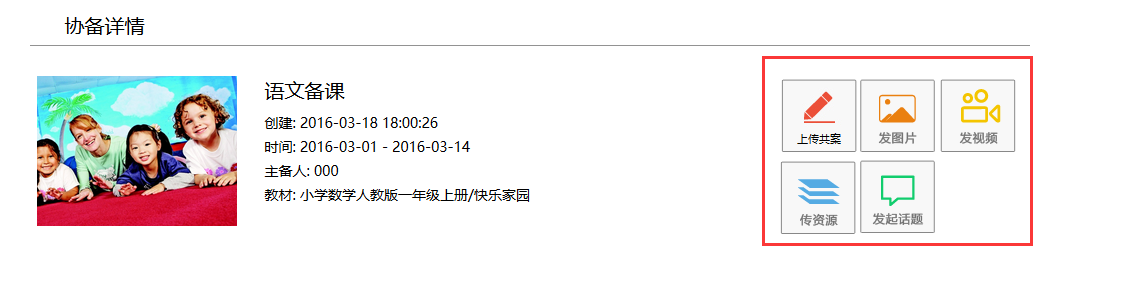 协备详情
语文备课
创建: 2016-03-18 18:00:26
时间: 2016-03-01 - 2016-03-14
主备人: 000
教材: 小学数学人教版一年级上册/快乐家园
上传共案 发图片 发视频
传资源 发起话题